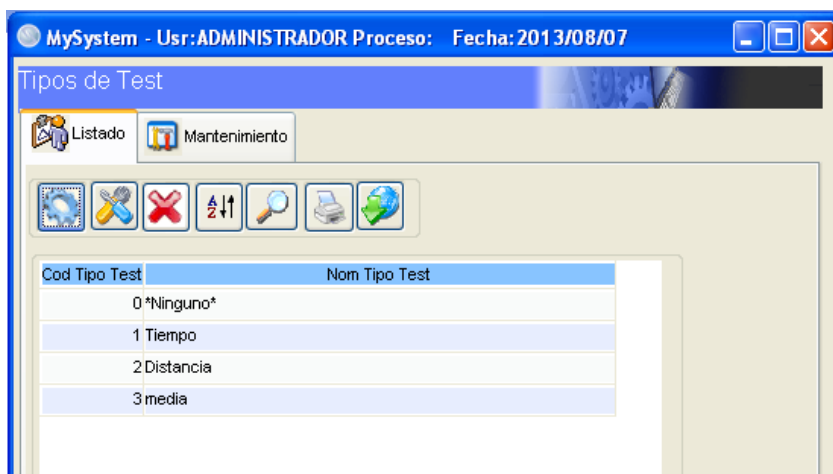 MySystem - Usr:ADMINISTRADOR Proceso: Fecha:2013/08/07
Tipos de Test
Listado Mantenimiento
A Z
Cod Tipo Test Nom Tipo Test
0 *Ninguno*
1 Tiempo
2 Distancia
3 media